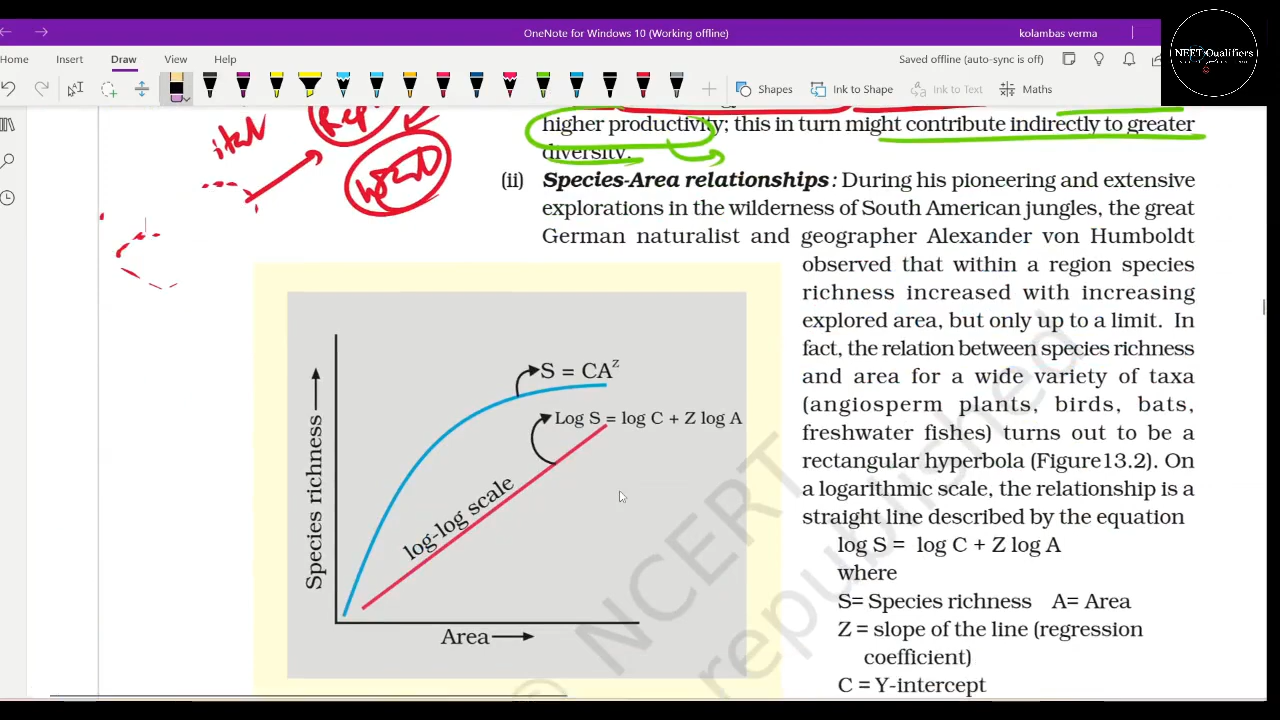 OneNote for Windows 10 (Working offline)
kolambas verma
NEET Qualifiers
Home Insert Draw View Help
Saved offline (auto-sync is off)
Shapes Ink to Shape Ink to Text Maths
higher productivity; this in turn might contribute indirectly to greater
diversity.
(ii) Species-Area relationships: During his pioneering and extensive
explorations in the wilderness of South American jungles, the great
German naturalist and geographer Alexander von Humboldt
observed that within a region species
richness increased with increasing
explored area, but only up to a limit. In
fact, the relation between species richness
and area for a wide variety of taxa
(angiosperm plants, birds, bats,
freshwater fishes) turns out to be a
rectangular hyperbola (Figure13.2). On
a logarithmic scale, the relationship is a
straight line described by the equation
log S = log C + Z log A
where
S= Species richness A= Area
Z = slope of the line (regression
coefficient)
C = Y-intercept
S = CA^z
Log S = log C + Z log A
log-log scale
Species richness
Area
© NCERT
republished